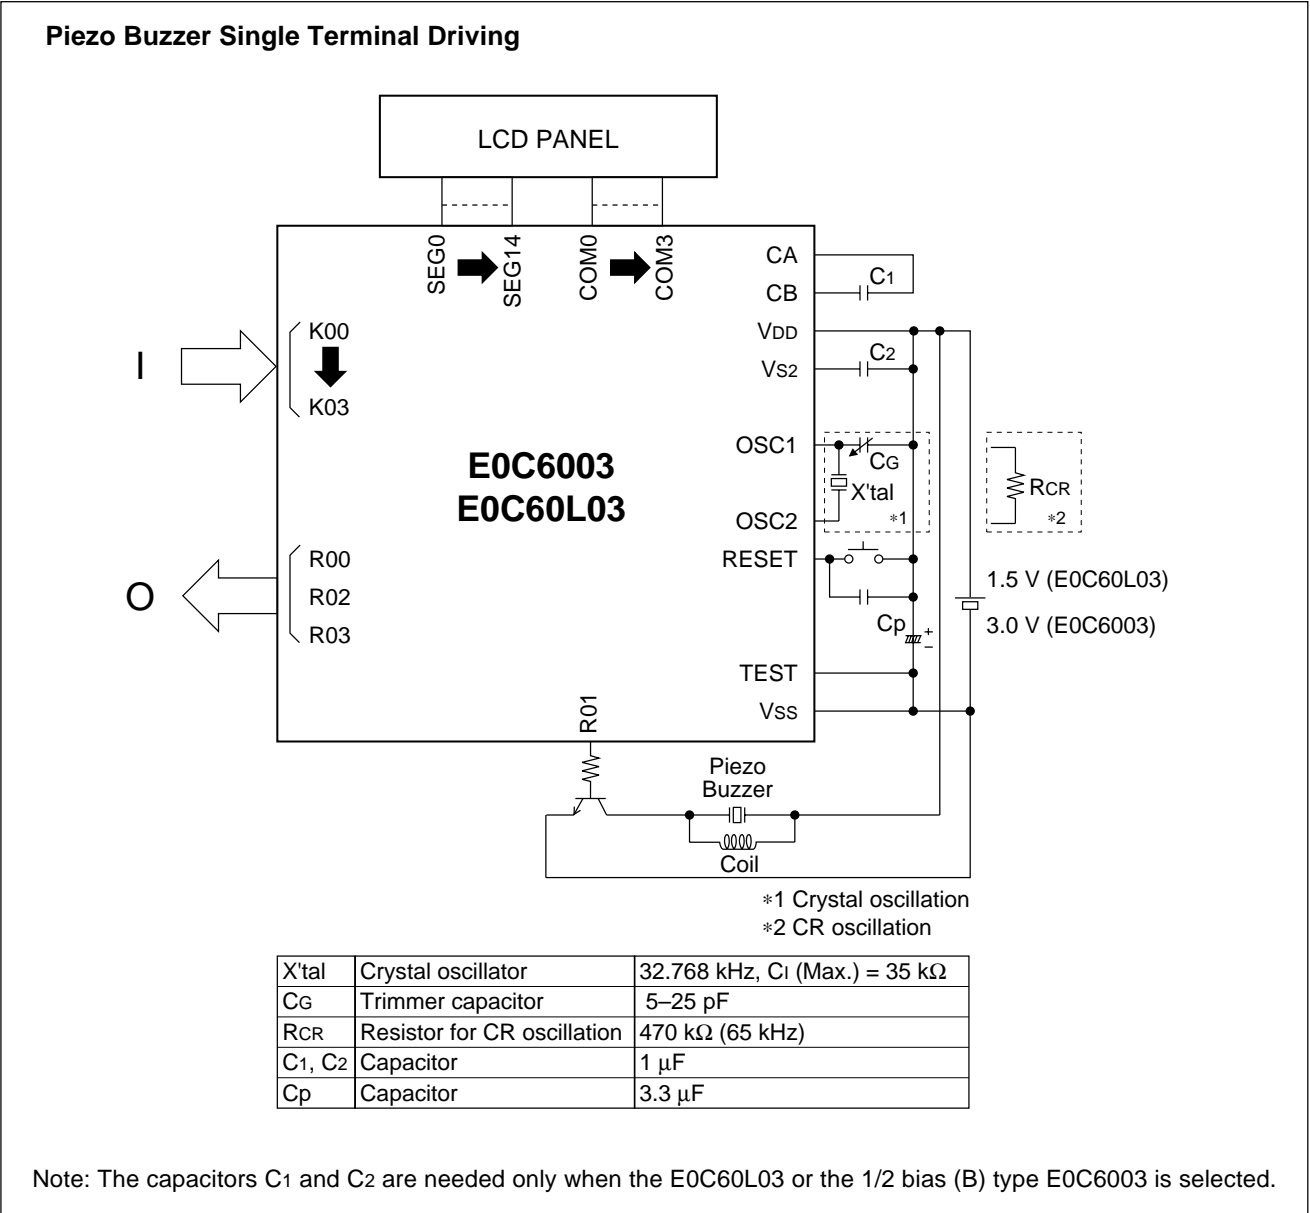 Piezo Buzzer Single Terminal Driving
LCD PANEL
SEG0
SEG14
COM0
COM3
CA
C1
CB
VDD
C2
VS2
I
K00
K03
E0C6003
E0C60L03
OSC1
CG
X'tal
OSC2
*1
RCR
*2
RESET
O
R00
R02
R03
Cp
+
–
1.5 V (E0C60L03)
3.0 V (E0C6003)
TEST
VSS
R01
Piezo
Buzzer
Coil
*1 Crystal oscillation
*2 CR oscillation
X'tal Crystal oscillator 32.768 kHz, CI (Max.) = 35 kΩ
CG Trimmer capacitor 5–25 pF
RCR Resistor for CR oscillation 470 kΩ (65 kHz)
C1, C2 Capacitor 1 µF
Cp Capacitor 3.3 µF
Note: The capacitors C1 and C2 are needed only when the E0C60L03 or the 1/2 bias (B) type E0C6003 is selected.